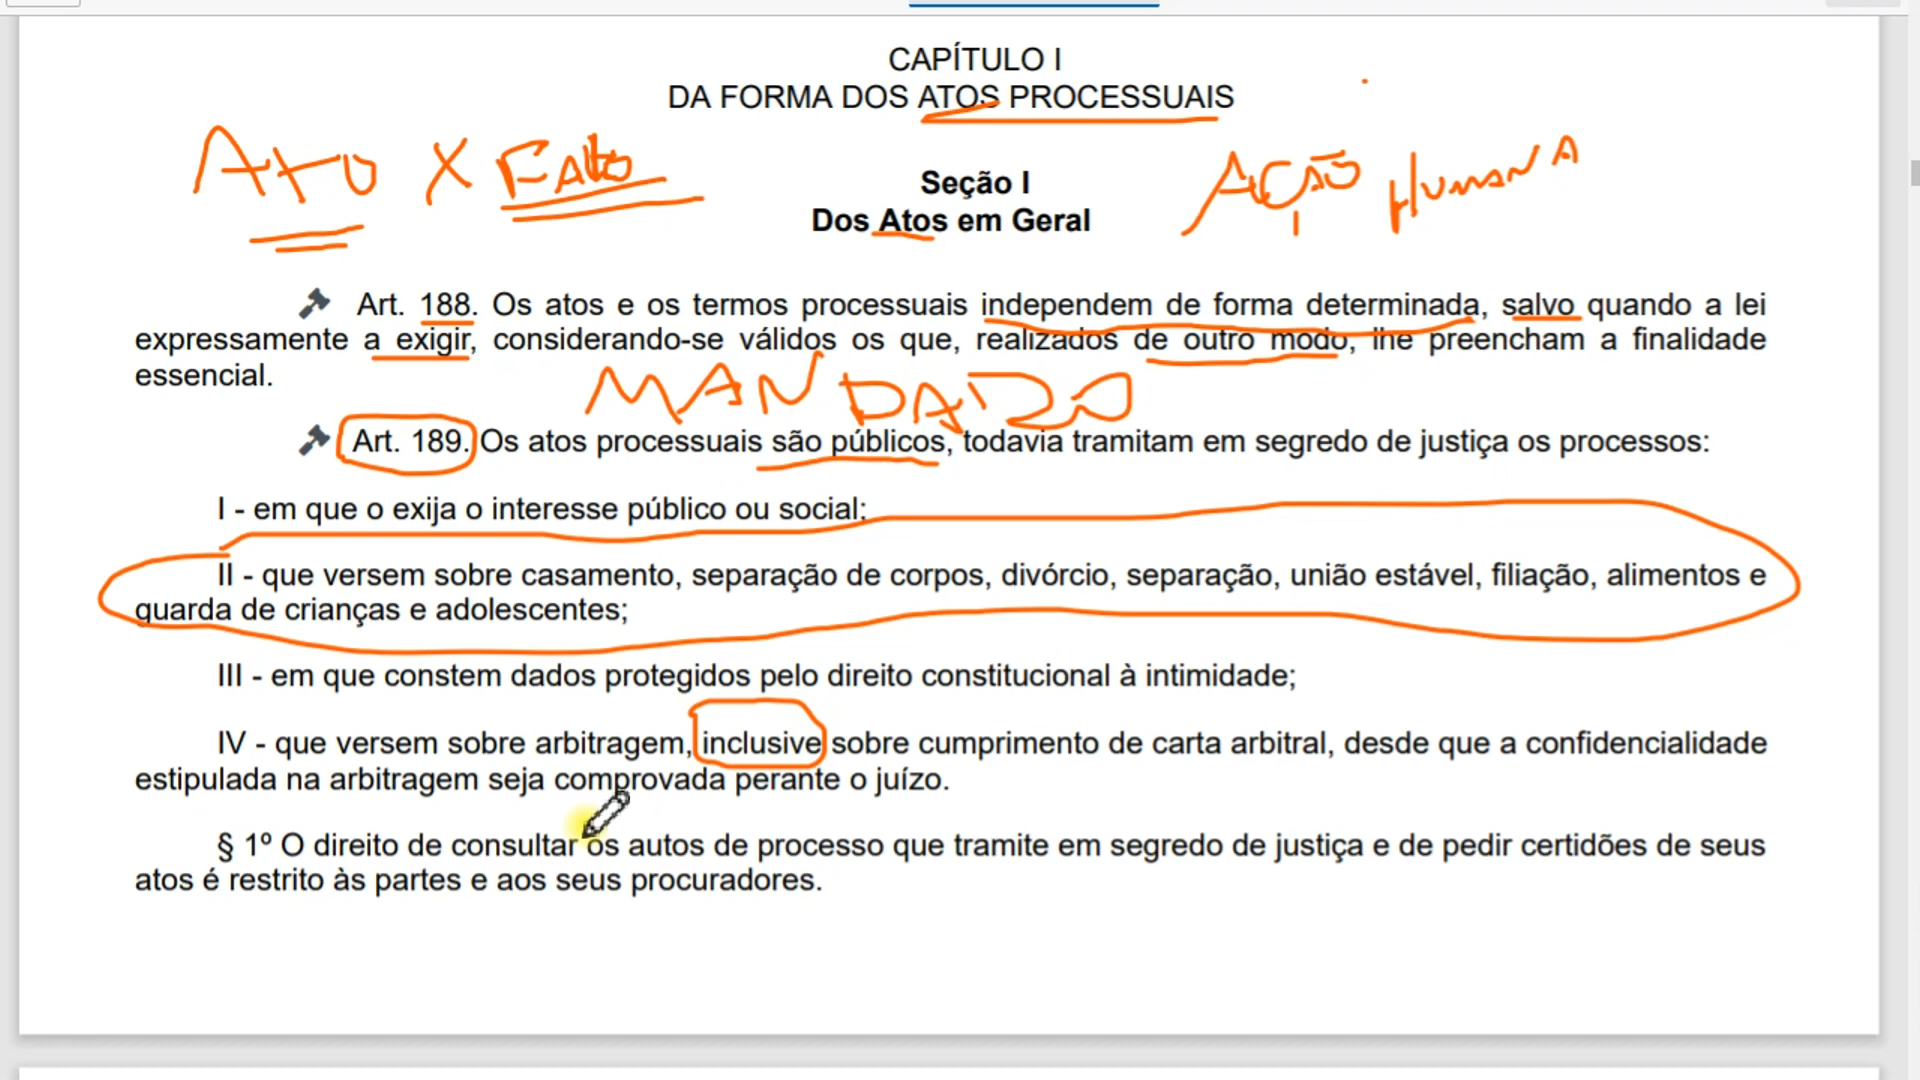 CAPÍTULO I
DA FORMA DOS ATOS PROCESSUAIS
ATO X FATO
AÇÃO HUMANA
Seção I
Dos Atos em Geral
Art. 188. Os atos e os termos processuais independem de forma determinada, salvo quando a lei
expressamente a exigir, considerando-se válidos os que, realizados de outro modo, lhe preencham a finalidade
essencial.
MANDADO
Art. 189. Os atos processuais são públicos, todavia tramitam em segredo de justiça os processos:
I - em que o exija o interesse público ou social;
II - que versem sobre casamento, separação de corpos, divórcio, separação, união estável, filiação, alimentos e
guarda de crianças e adolescentes;
III - em que constem dados protegidos pelo direito constitucional à intimidade;
IV - que versem sobre arbitragem, inclusive sobre cumprimento de carta arbitral, desde que a confidencialidade
estipulada na arbitragem seja comprovada perante o juízo.
§ 1º O direito de consultar os autos de processo que tramite em segredo de justiça e de pedir certidões de seus
atos é restrito às partes e aos seus procuradores.